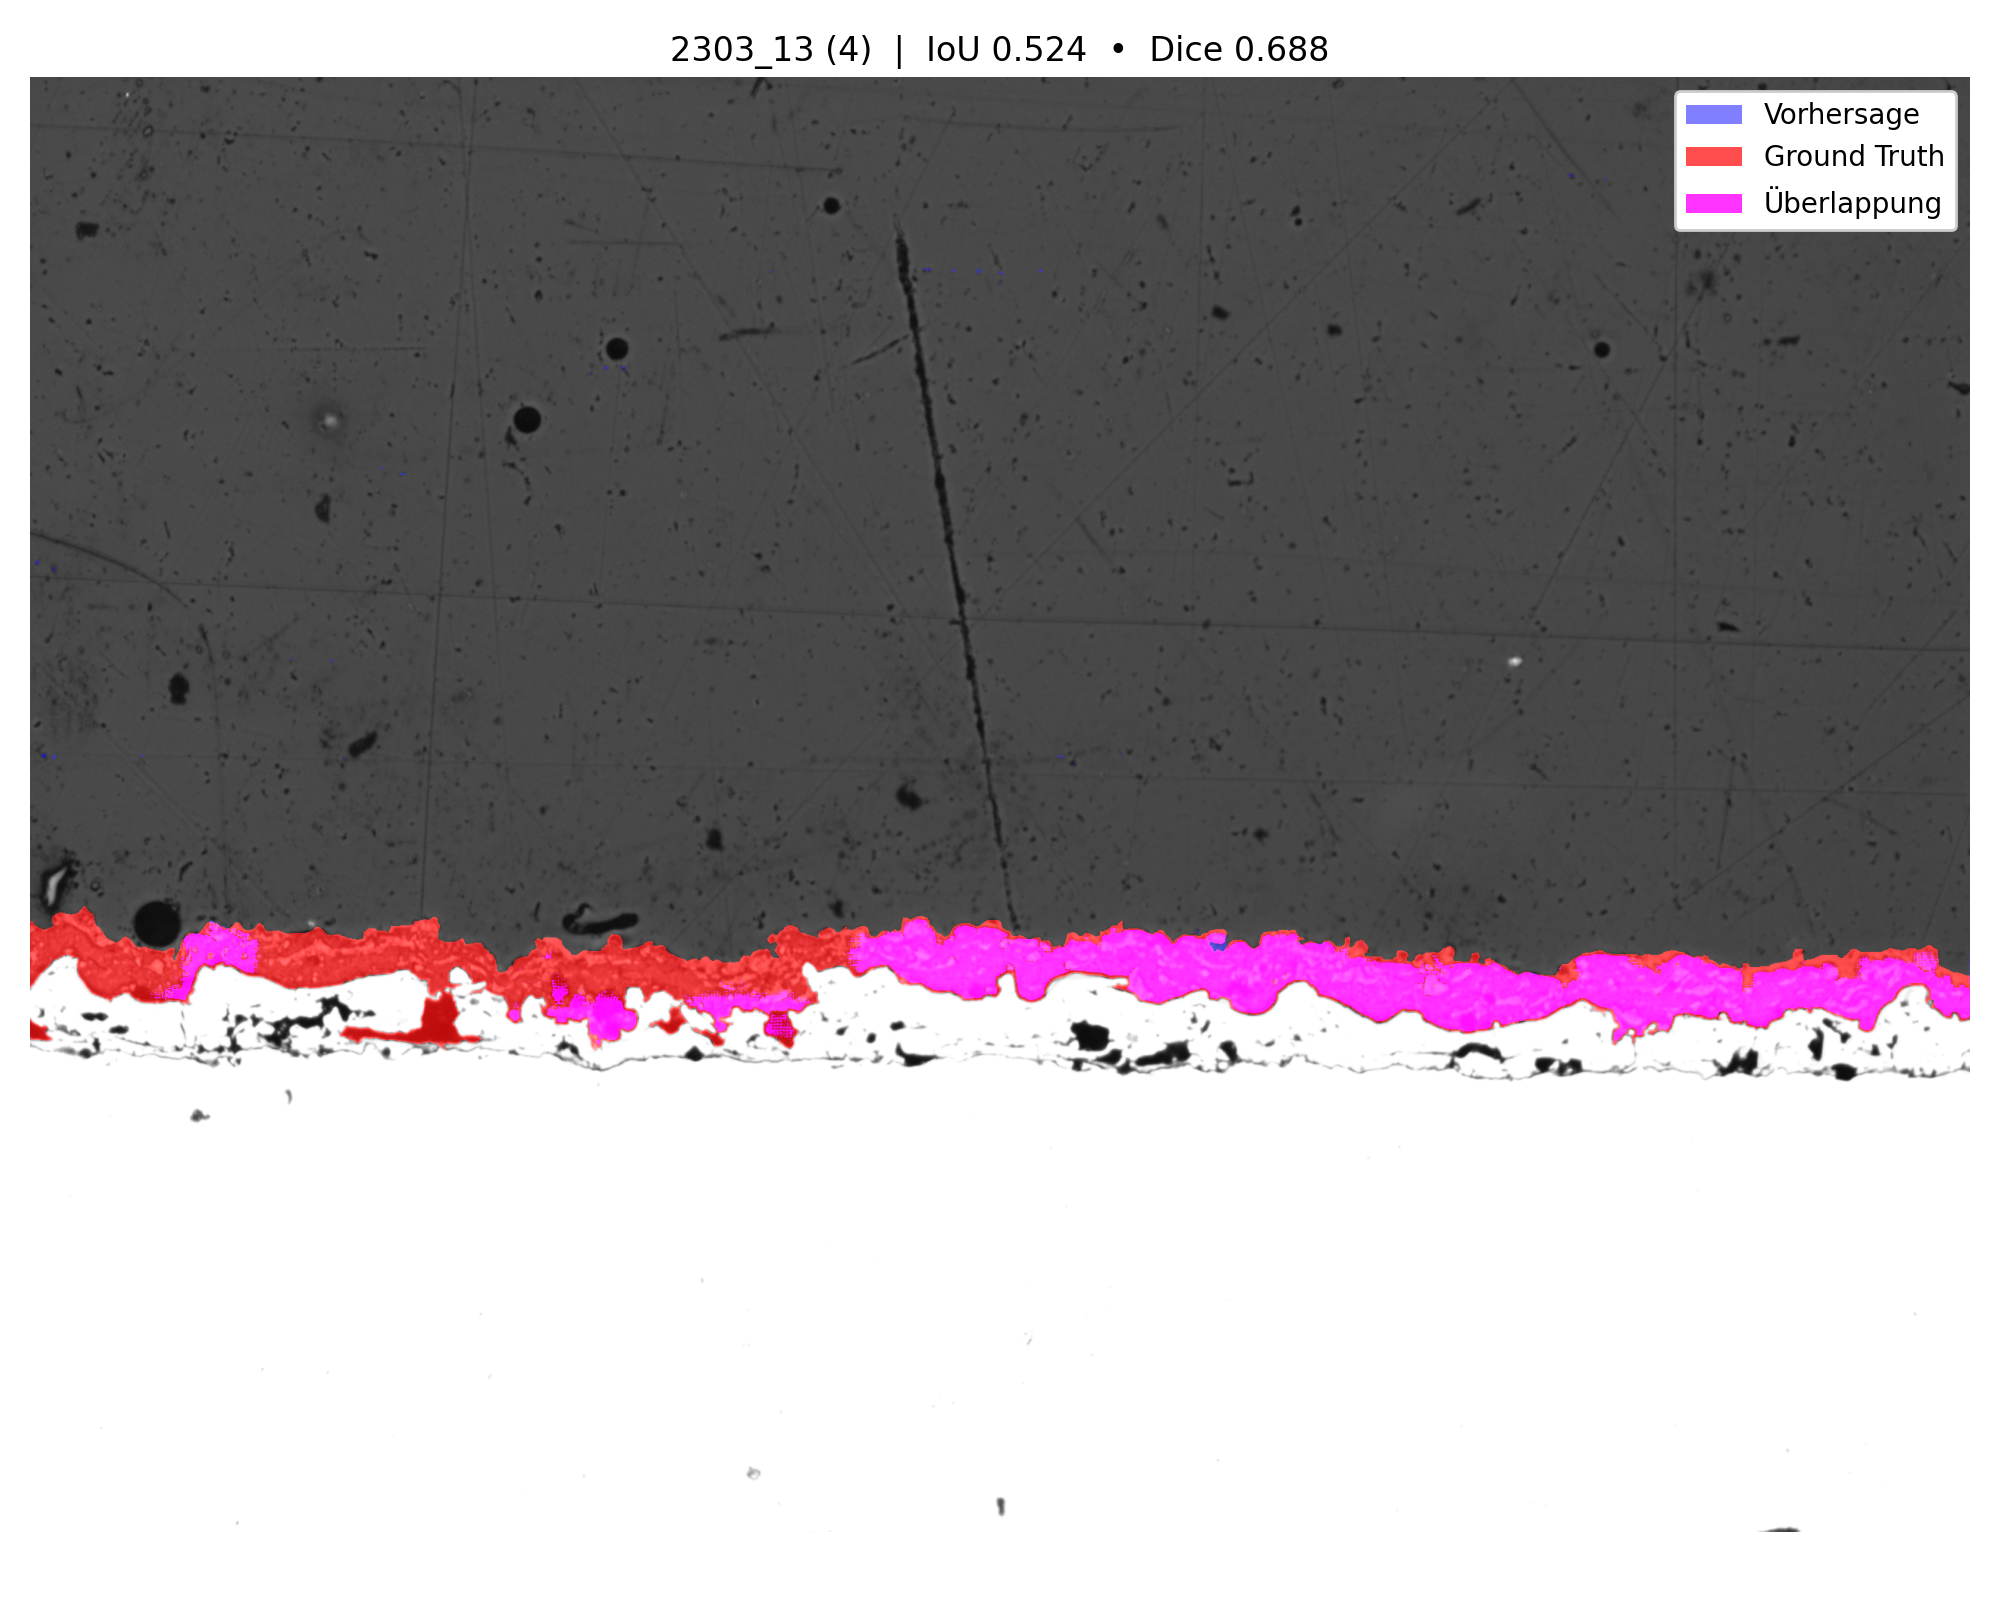 2303_13 (4) | IoU 0.524 • Dice 0.688
Vorhersage
Ground Truth
Überlappung